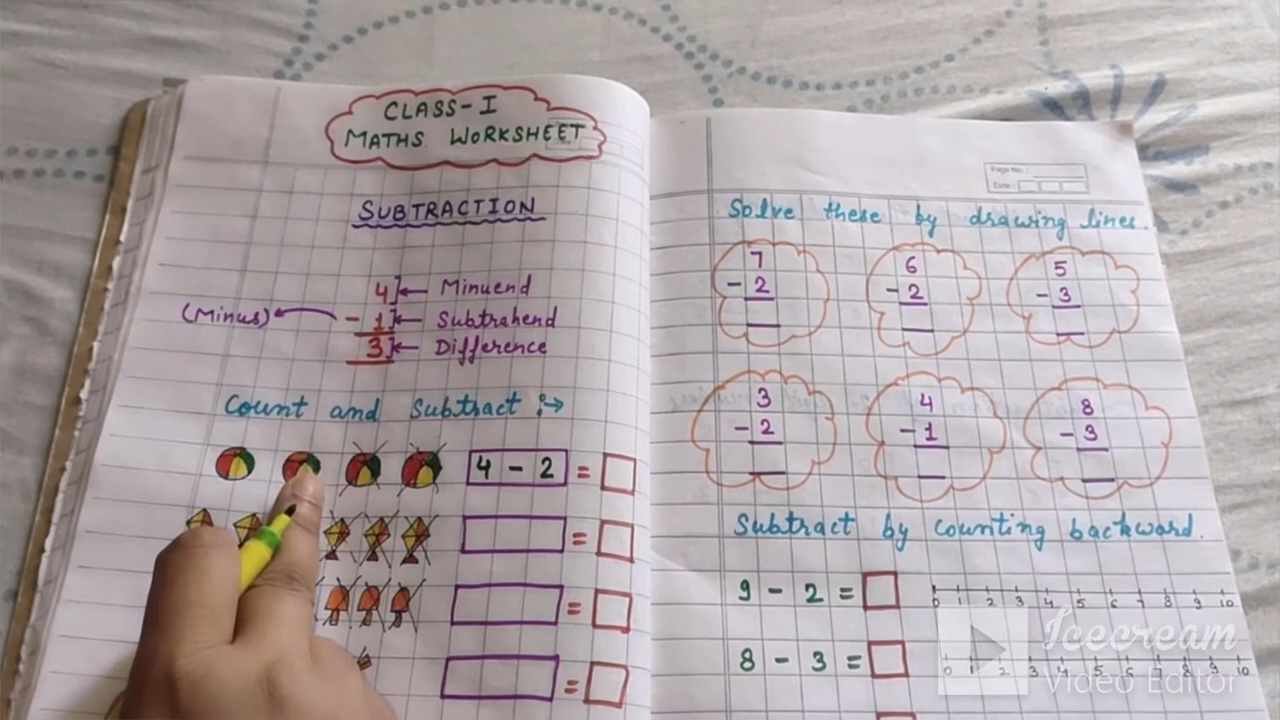 CLASS-I
MATHS WORKSHEET
SUBTRACTION
4]← Minuend
(Minus) ← - 1]← Subtrahend
3]← Difference
Count and Subtract :→
4 - 2 =
=
=
=
Page No. :
Date :
Solve these by drawing lines.
7 6 5
- 2 - 2 - 3
3 4 8
- 2 - 1 - 3
Subtract by counting backward.
9 - 2 =
0 1 2 3 4 5 6 7 8 9 10
8 - 3 =
0 1 2 3 4 5 6 7 8 9 10
Icecream
Video Editor